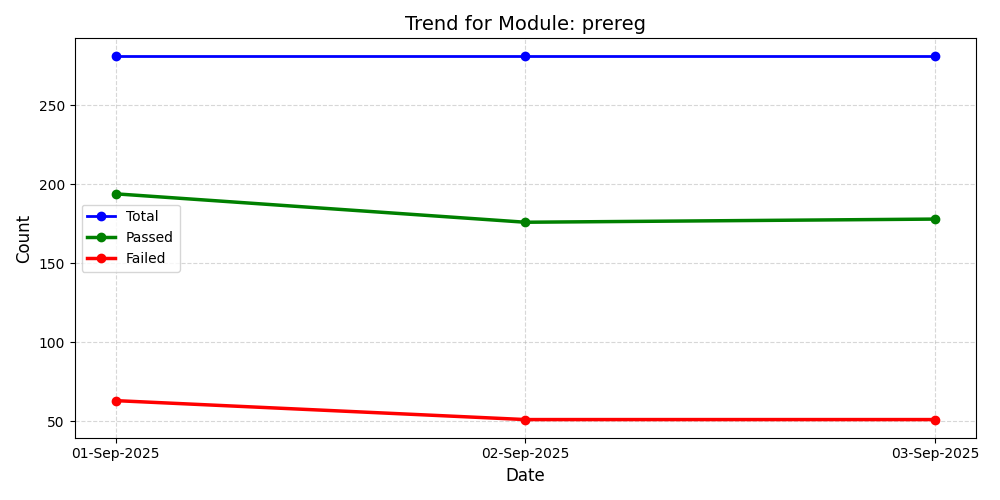 Trend for Module: prereg
Count
250
200
150
100
50
Total
Passed
Failed
01-Sep-2025
02-Sep-2025
03-Sep-2025
Date